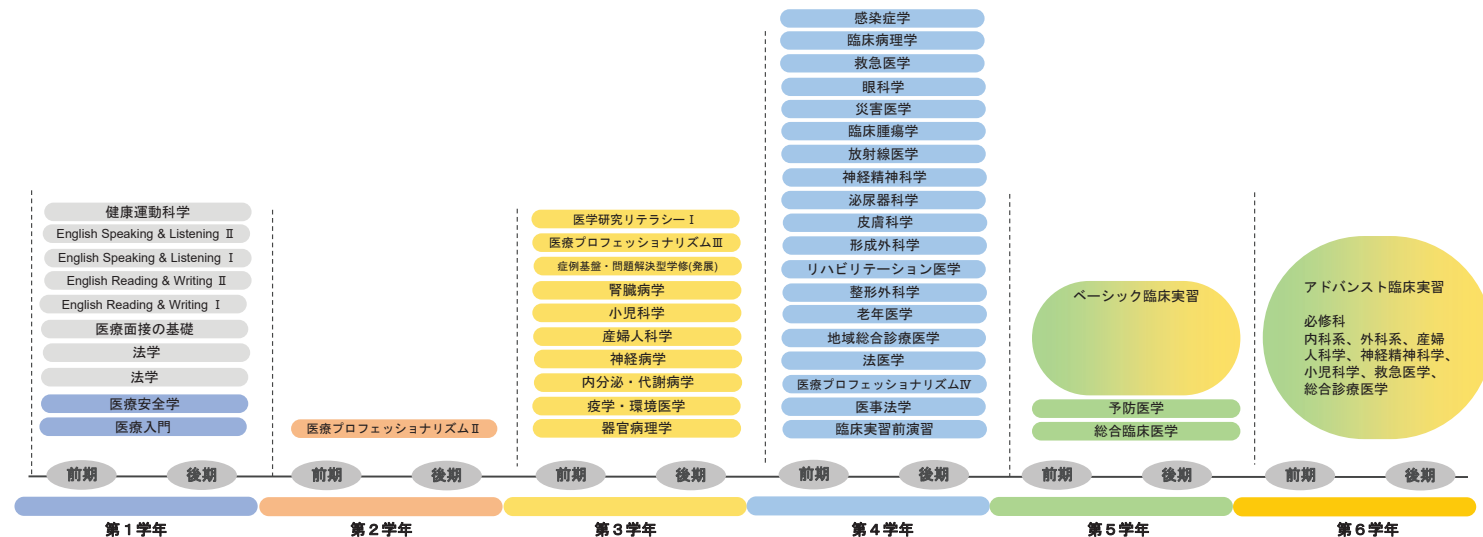 健康運動科学
English Speaking & Listening Ⅱ
English Speaking & Listening Ⅰ
English Reading & Writing Ⅱ
English Reading & Writing Ⅰ
医療面接の基礎
法学
法学
医療安全学
医療入門
医療プロフェッショナリズムⅡ
医学研究リテラシーⅠ
医療プロフェッショナリズムⅢ
症例基盤・問題解決型学修(発展)
腎臓病学
小児科学
産婦人科学
神経病学
内分泌・代謝病学
疫学・環境医学
器官病理学
感染症学
臨床病理学
救急医学
眼科学
災害医学
臨床腫瘍学
放射線医学
神経精神科学
泌尿器科学
皮膚科学
形成外科学
リハビリテーション医学
整形外科学
老年医学
地域総合診療医学
法医学
医療プロフェッショナリズムⅣ
医事法学
臨床実習前演習
ベーシック臨床実習
予防医学
総合臨床医学
アドバンスト臨床実習
必修科
内科系、外科系、産婦
人科学、神経精神科学、
小児科学、救急医学、
総合診療医学
前期 後期 前期 後期 前期 後期 前期 後期 前期 後期 前期 後期
第1学年 第2学年 第3学年 第4学年 第5学年 第6学年